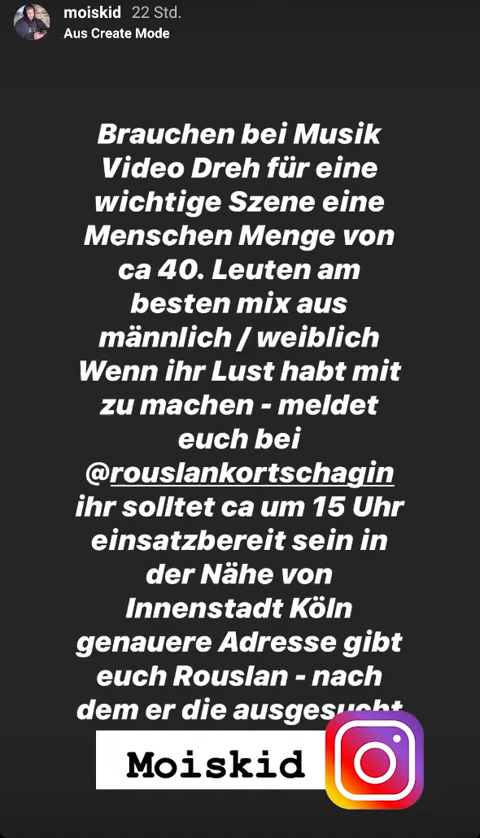 moiskid 22 Std.
Aus Create Mode
Brauchen bei Musik
Video Dreh für eine
wichtige Szene eine
Menschen Menge von
ca 40. Leuten am
besten mix aus
männlich / weiblich
Wenn ihr Lust habt mit
zu machen - meldet
euch bei
@rouslankortschagin
ihr solltet ca um 15 Uhr
einsatzbereit sein in
der Nähe von
Innenstadt Köln
genauere Adresse gibt
euch Rouslan - nach
dem er die ausgesucht
Moiskid